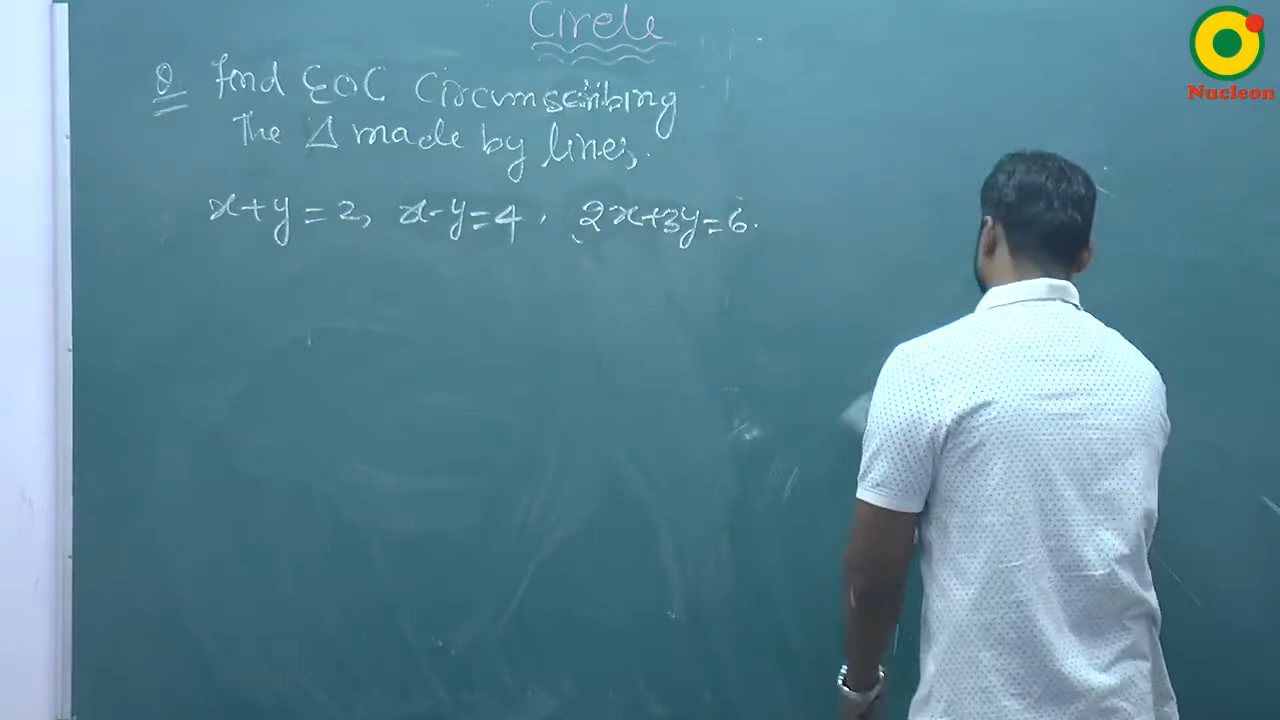 Circle
Q. Find EOC Circumscribing
The Δ made by lines.
x+y=2, x-y=4, 2x+3y=6.
Nucleon